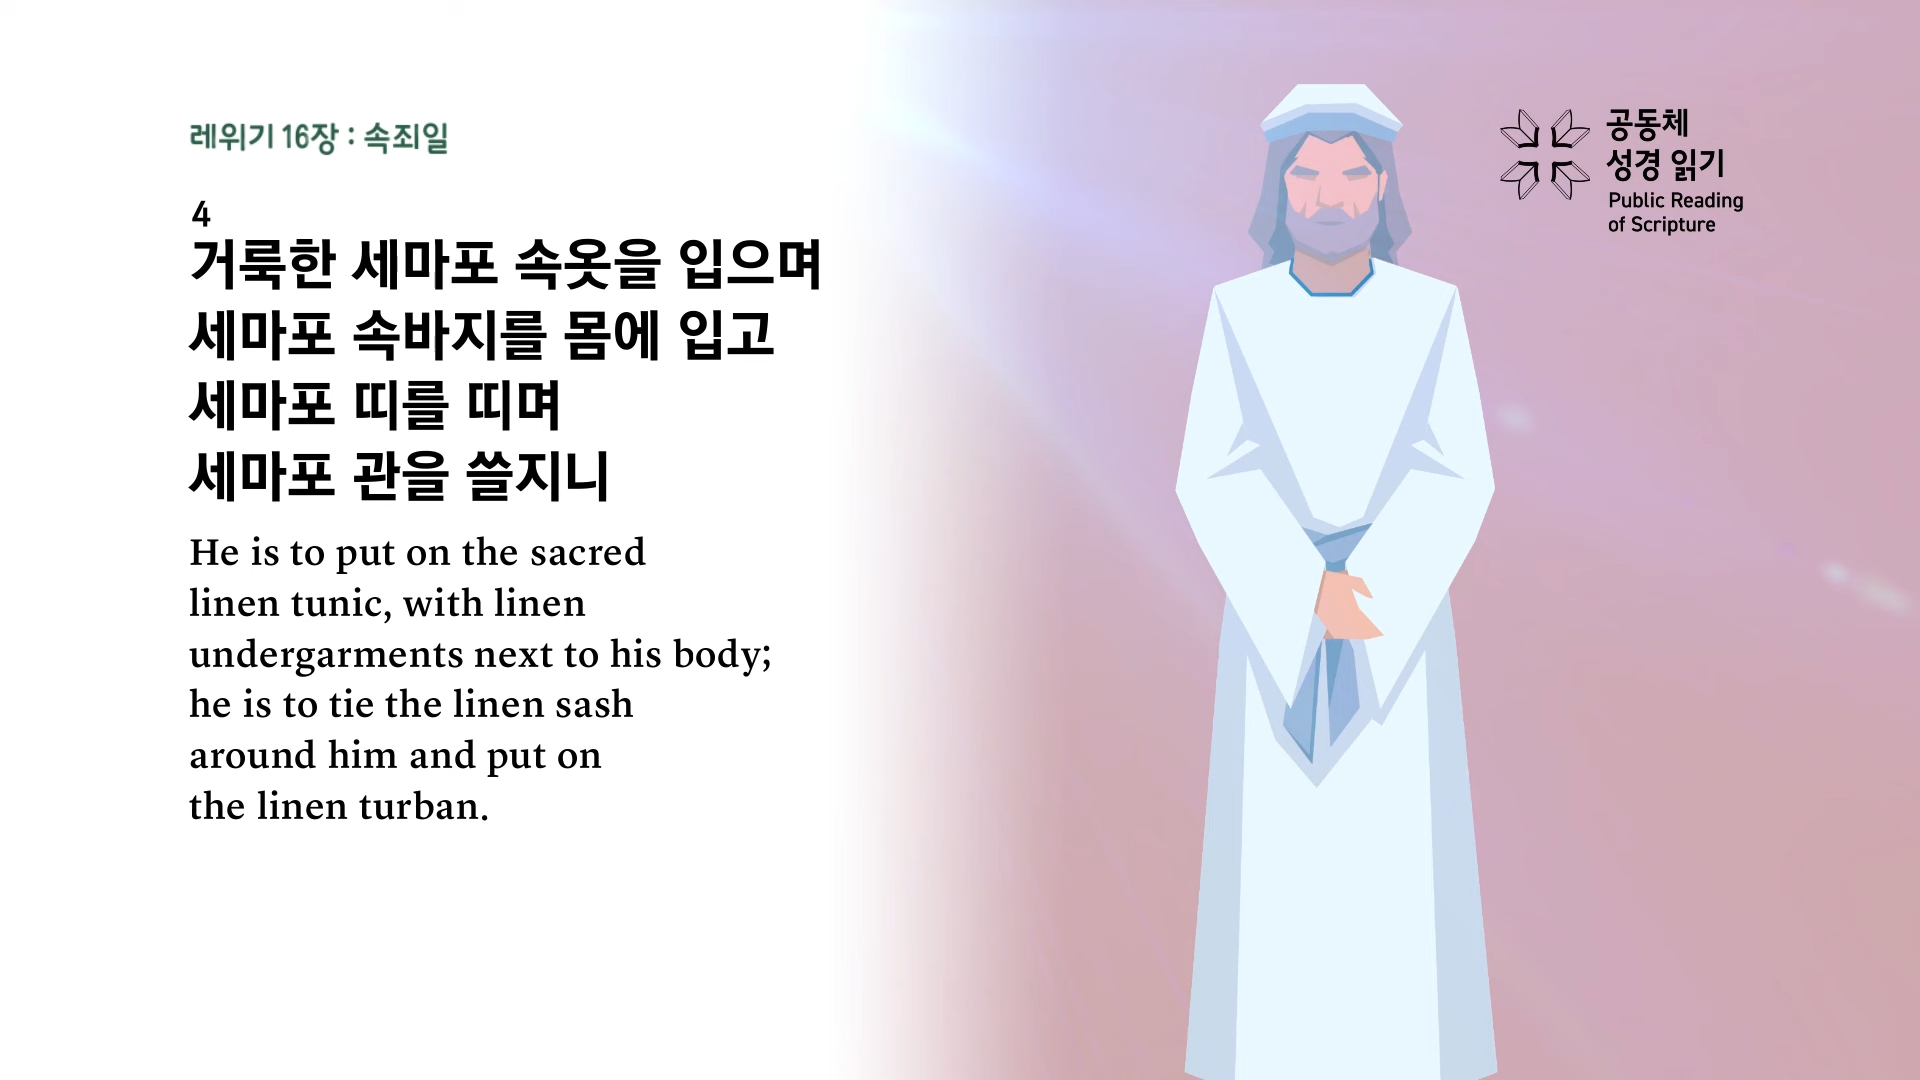 레위기 16장 : 속죄일
4
거룩한 세마포 속옷을 입으며
세마포 속바지를 몸에 입고
세마포 띠를 띠며
세마포 관을 쓸지니
He is to put on the sacred
linen tunic, with linen
undergarments next to his body;
he is to tie the linen sash
around him and put on
the linen turban.
공동체
성경 읽기
Public Reading
of Scripture